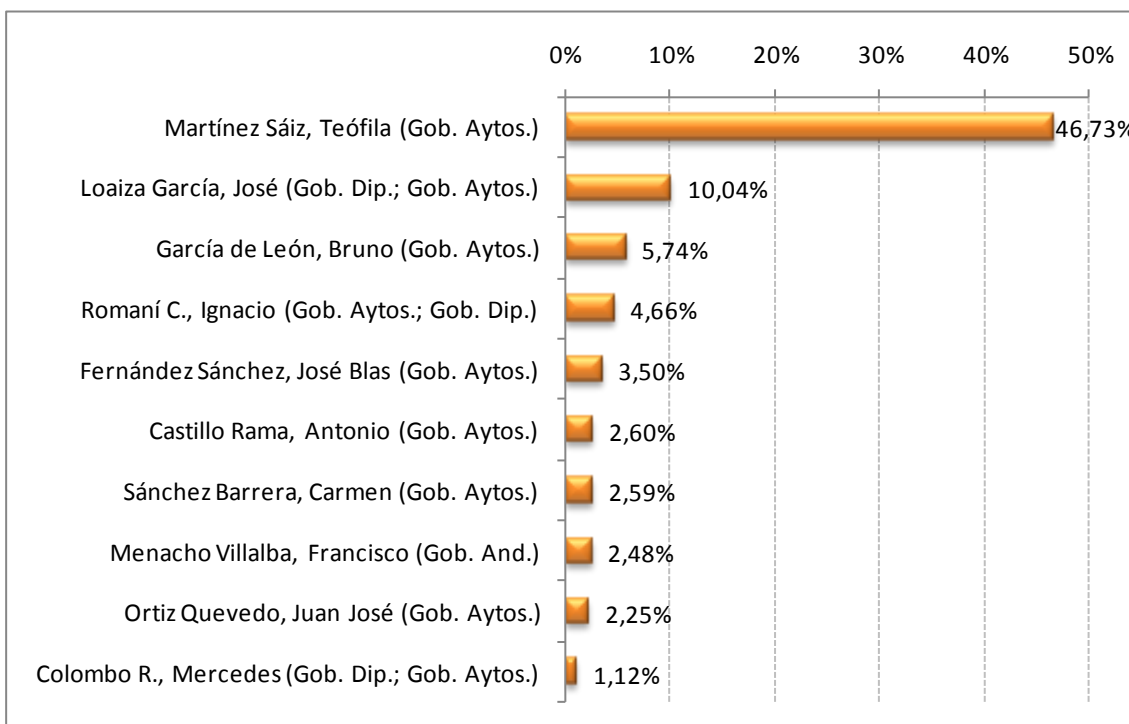 0% 10% 20% 30% 40% 50%
Martínez Sáiz, Teófila (Gob. Aytos.) 46,73%
Loaiza García, José (Gob. Dip.; Gob. Aytos.) 10,04%
García de León, Bruno (Gob. Aytos.) 5,74%
Romaní C., Ignacio (Gob. Aytos.; Gob. Dip.) 4,66%
Fernández Sánchez, José Blas (Gob. Aytos.) 3,50%
Castillo Rama, Antonio (Gob. Aytos.) 2,60%
Sánchez Barrera, Carmen (Gob. Aytos.) 2,59%
Menacho Villalba, Francisco (Gob. And.) 2,48%
Ortiz Quevedo, Juan José (Gob. Aytos.) 2,25%
Colombo R., Mercedes (Gob. Dip.; Gob. Aytos.) 1,12%